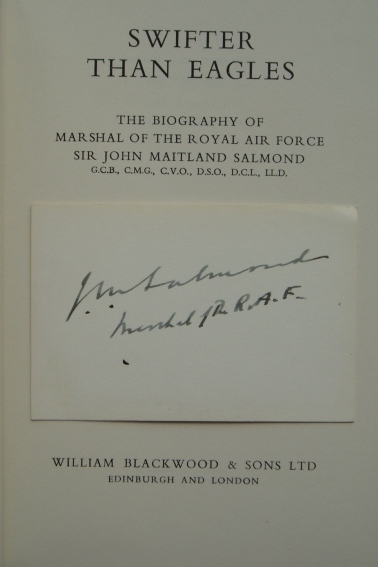 SWIFTER
THAN EAGLES
THE BIOGRAPHY OF
MARSHAL OF THE ROYAL AIR FORCE
SIR JOHN MAITLAND SALMOND
G.C.B., C.M.G., C.V.O., D.S.O., D.C.L., LL.D.
J M Salmond
Marshal of the R.A.F.
WILLIAM BLACKWOOD & SONS LTD
EDINBURGH AND LONDON